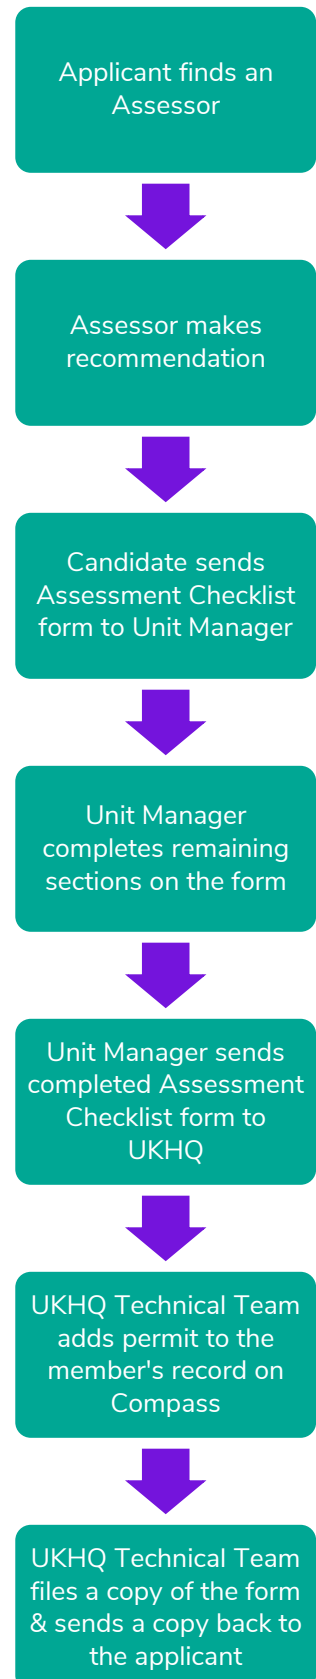 Applicant finds an
Assessor
Assessor makes
recommendation
Candidate sends
Assessment Checklist
form to Unit Manager
Unit Manager
completes remaining
sections on the form
Unit Manager sends
completed Assessment
Checklist form to
UKHQ
UKHQ Technical Team
adds permit to the
member's record on
Compass
UKHQ Technical Team
files a copy of the form
& sends a copy back to
the applicant